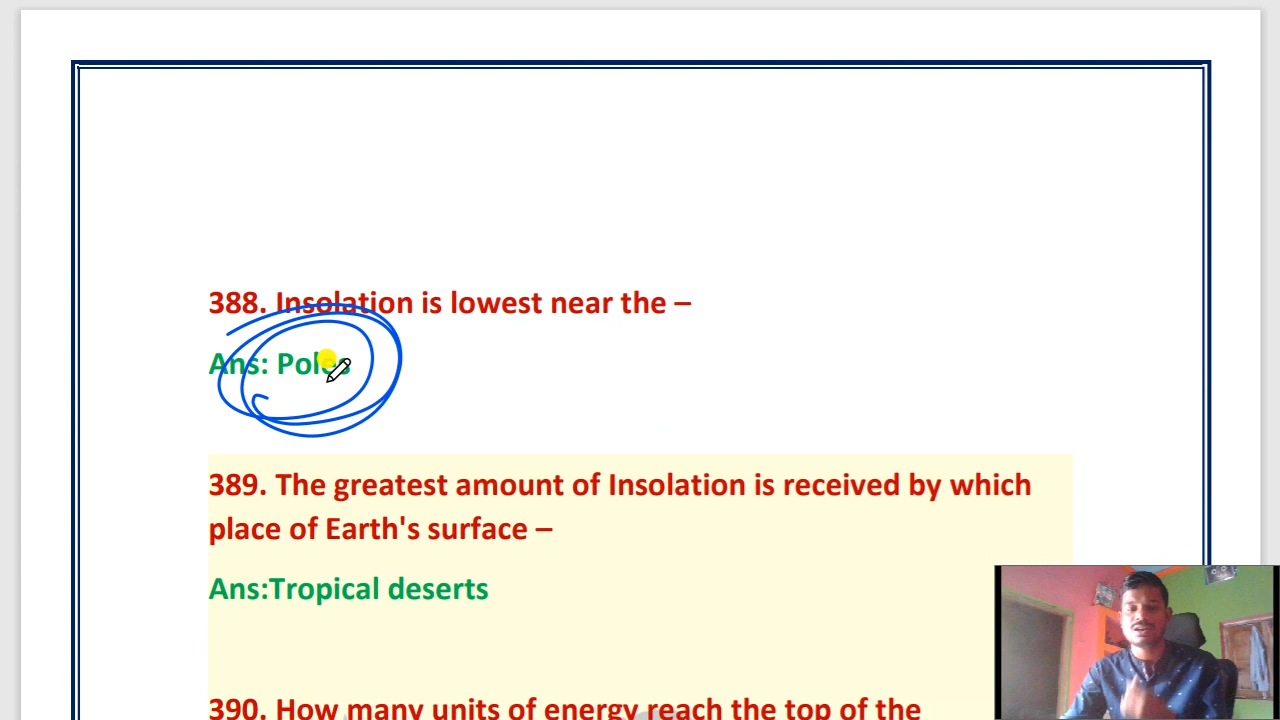 388. Insolation is lowest near the –
Ans: Poles
389. The greatest amount of Insolation is received by which
place of Earth's surface –
Ans:Tropical deserts
390. How many units of energy reach the top of the